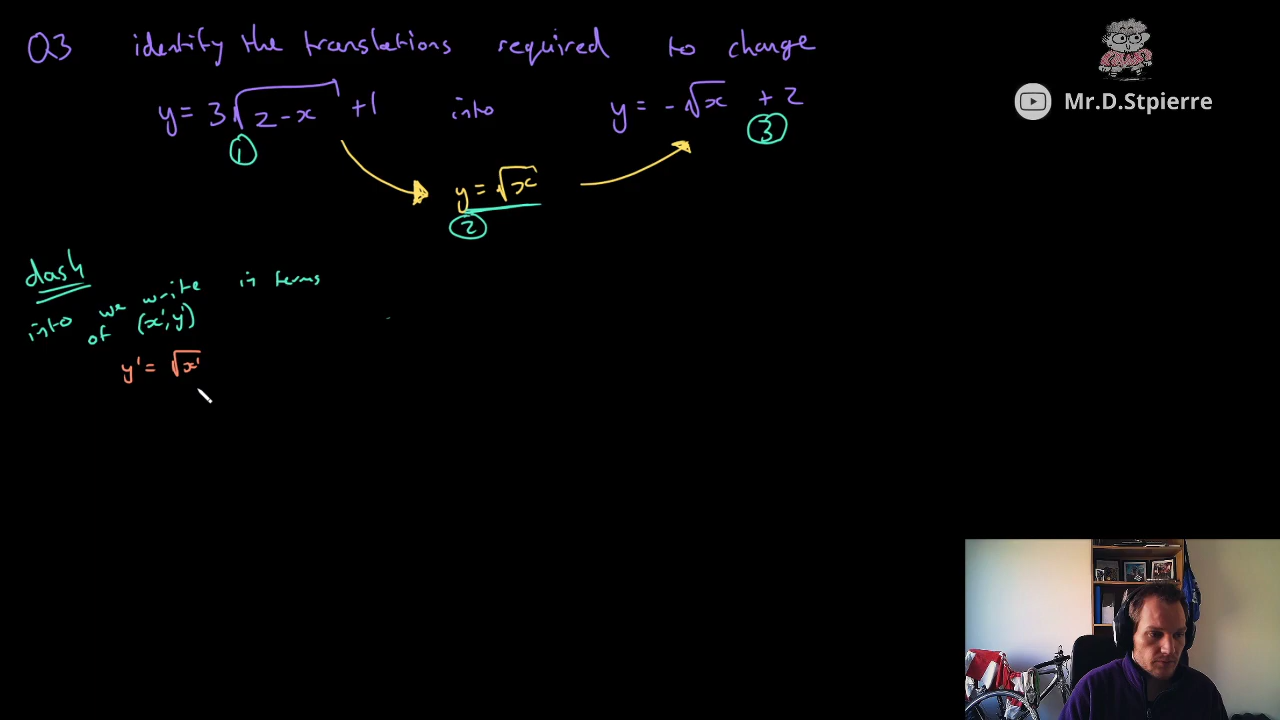 Q3 identify the translations required to change
y = 3√(2-x) + 1 into y = -√x + 2
① ③
y = √x
②
dash
into we write in terms
of (x', y')
y' = √x'
Mr.D.Stpierre